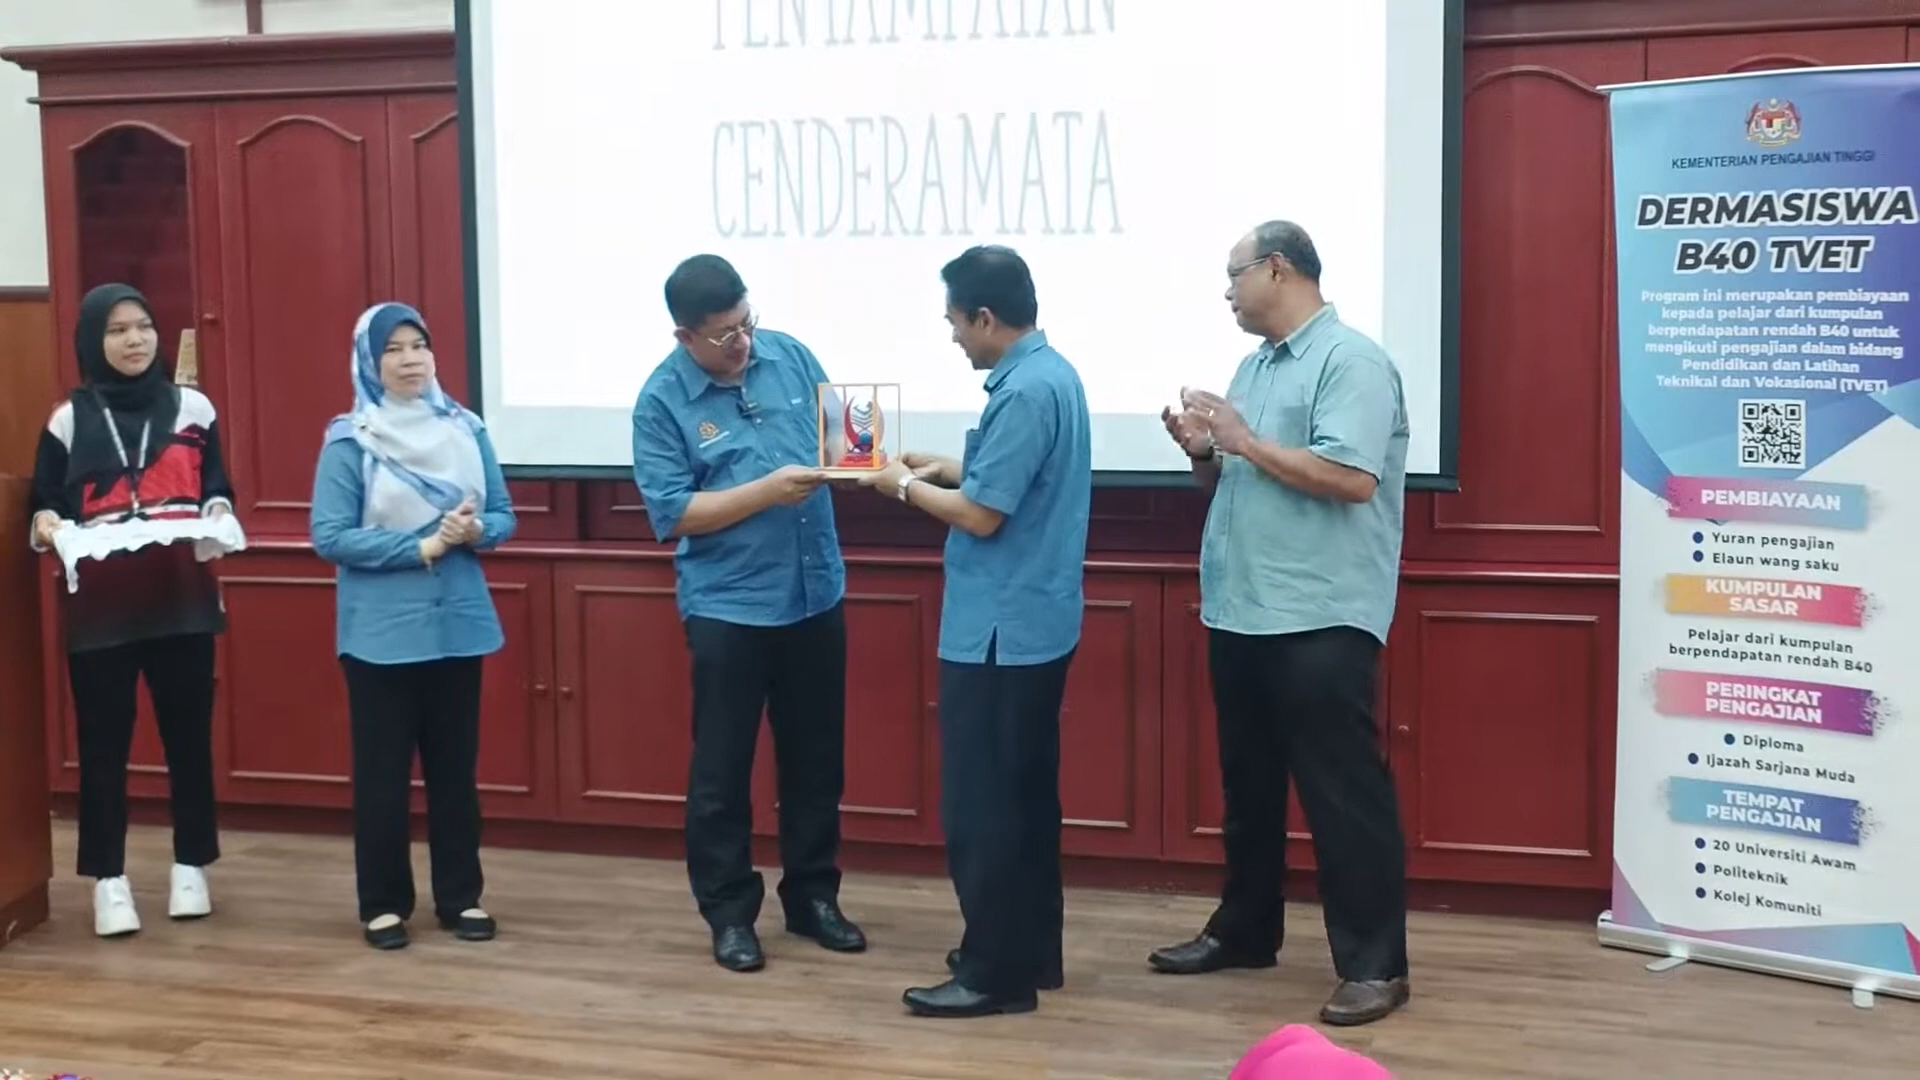 PENYAMPAIAN
CENDERAMATA
KEMENTERIAN PENGAJIAN TINGGI
DERMASISWA
B40 TVET
Program ini merupakan pembiayaan
kepada pelajar dari kumpulan
berpendapatan rendah B40 untuk
mengikuti pengajian dalam bidang
Pendidikan dan Latihan
Teknikal dan Vokasional (TVET)
PEMBIAYAAN
Yuran pengajian
Elaun wang saku
KUMPULAN
SASAR
Pelajar dari kumpulan
berpendapatan rendah B40
PERINGKAT
PENGAJIAN
Diploma
Ijazah Sarjana Muda
TEMPAT
PENGAJIAN
20 Universiti Awam
Politeknik
Kolej Komuniti